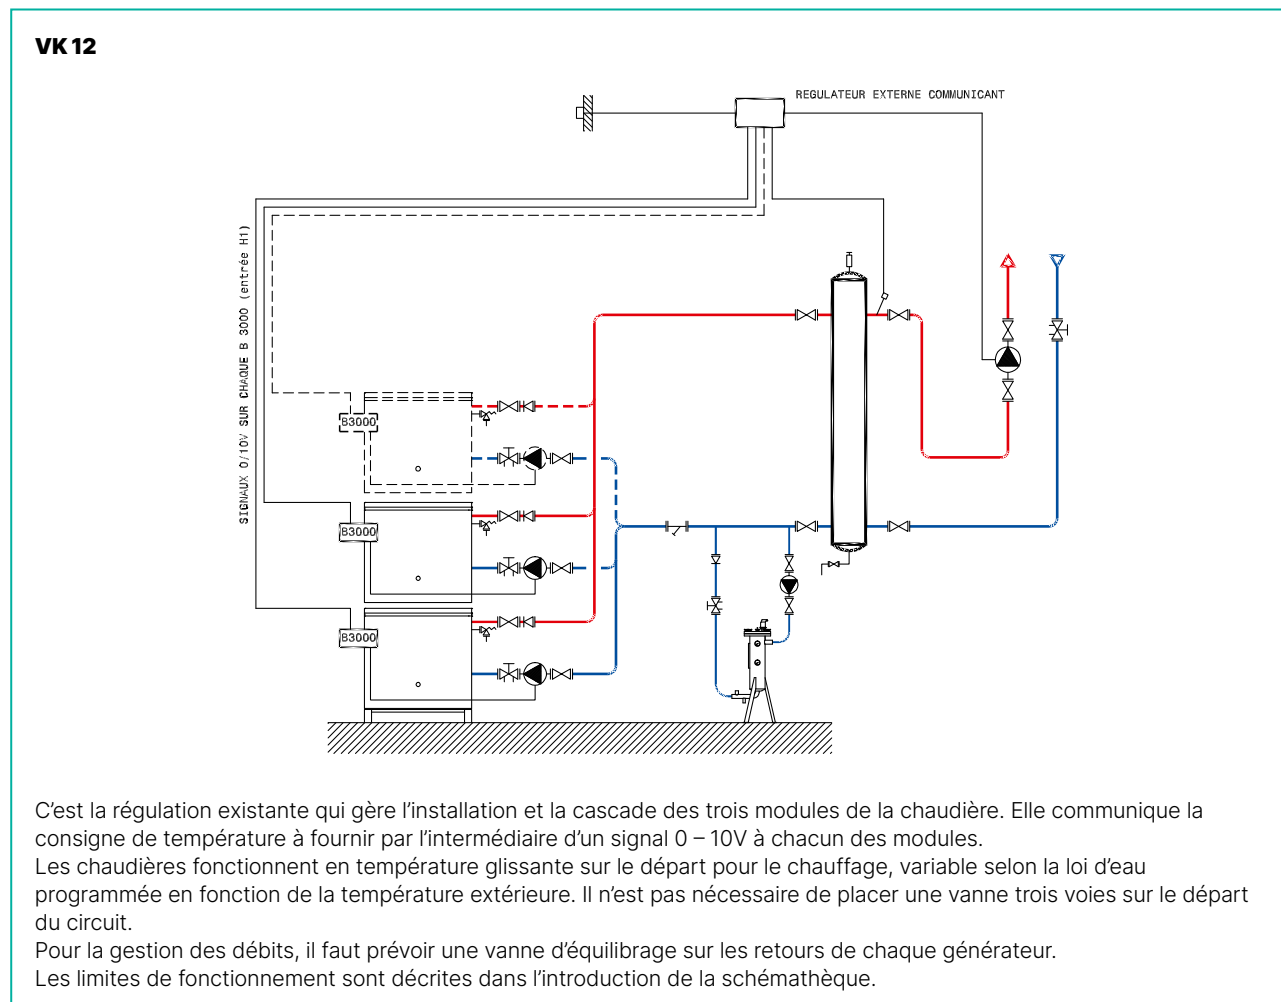 VK 12
REGULATEUR EXTERNE COMMUNICANT
SIGNAUX 0/10V SUR CHAQUE B 3000 (entrée H1)
B3000
B3000
B3000
C'est la régulation existante qui gère l'installation et la cascade des trois modules de la chaudière. Elle communique la
consigne de température à fournir par l'intermédiaire d'un signal 0 – 10V à chacun des modules.
Les chaudières fonctionnent en température glissante sur le départ pour le chauffage, variable selon la loi d'eau
programmée en fonction de la température extérieure. Il n'est pas nécessaire de placer une vanne trois voies sur le départ
du circuit.
Pour la gestion des débits, il faut prévoir une vanne d'équilibrage sur les retours de chaque générateur.
Les limites de fonctionnement sont décrites dans l'introduction de la schémathèque.